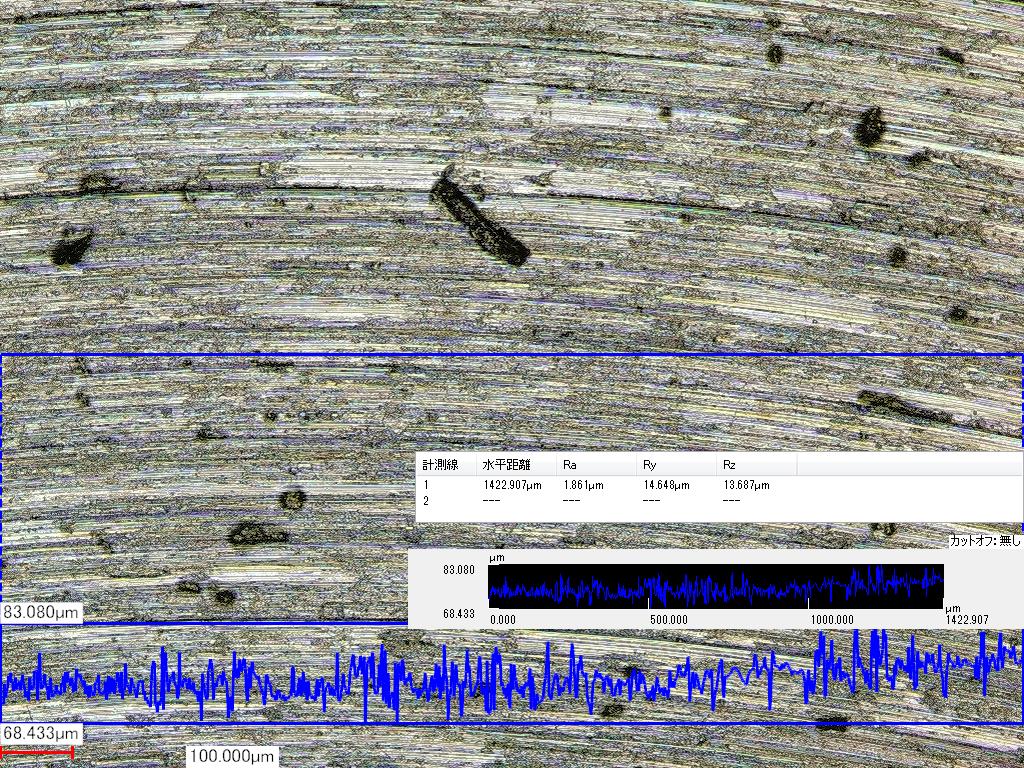 計測線 水平距離 Ra Ry Rz
1 1422.907μm 1.861μm 14.648μm 13.687μm
2 --- --- --- ---
カットオフ: 無し
μm
83.080
68.433
μm
0.000 500.000 1000.000 1422.907
83.080μm
68.433μm
100.000μm